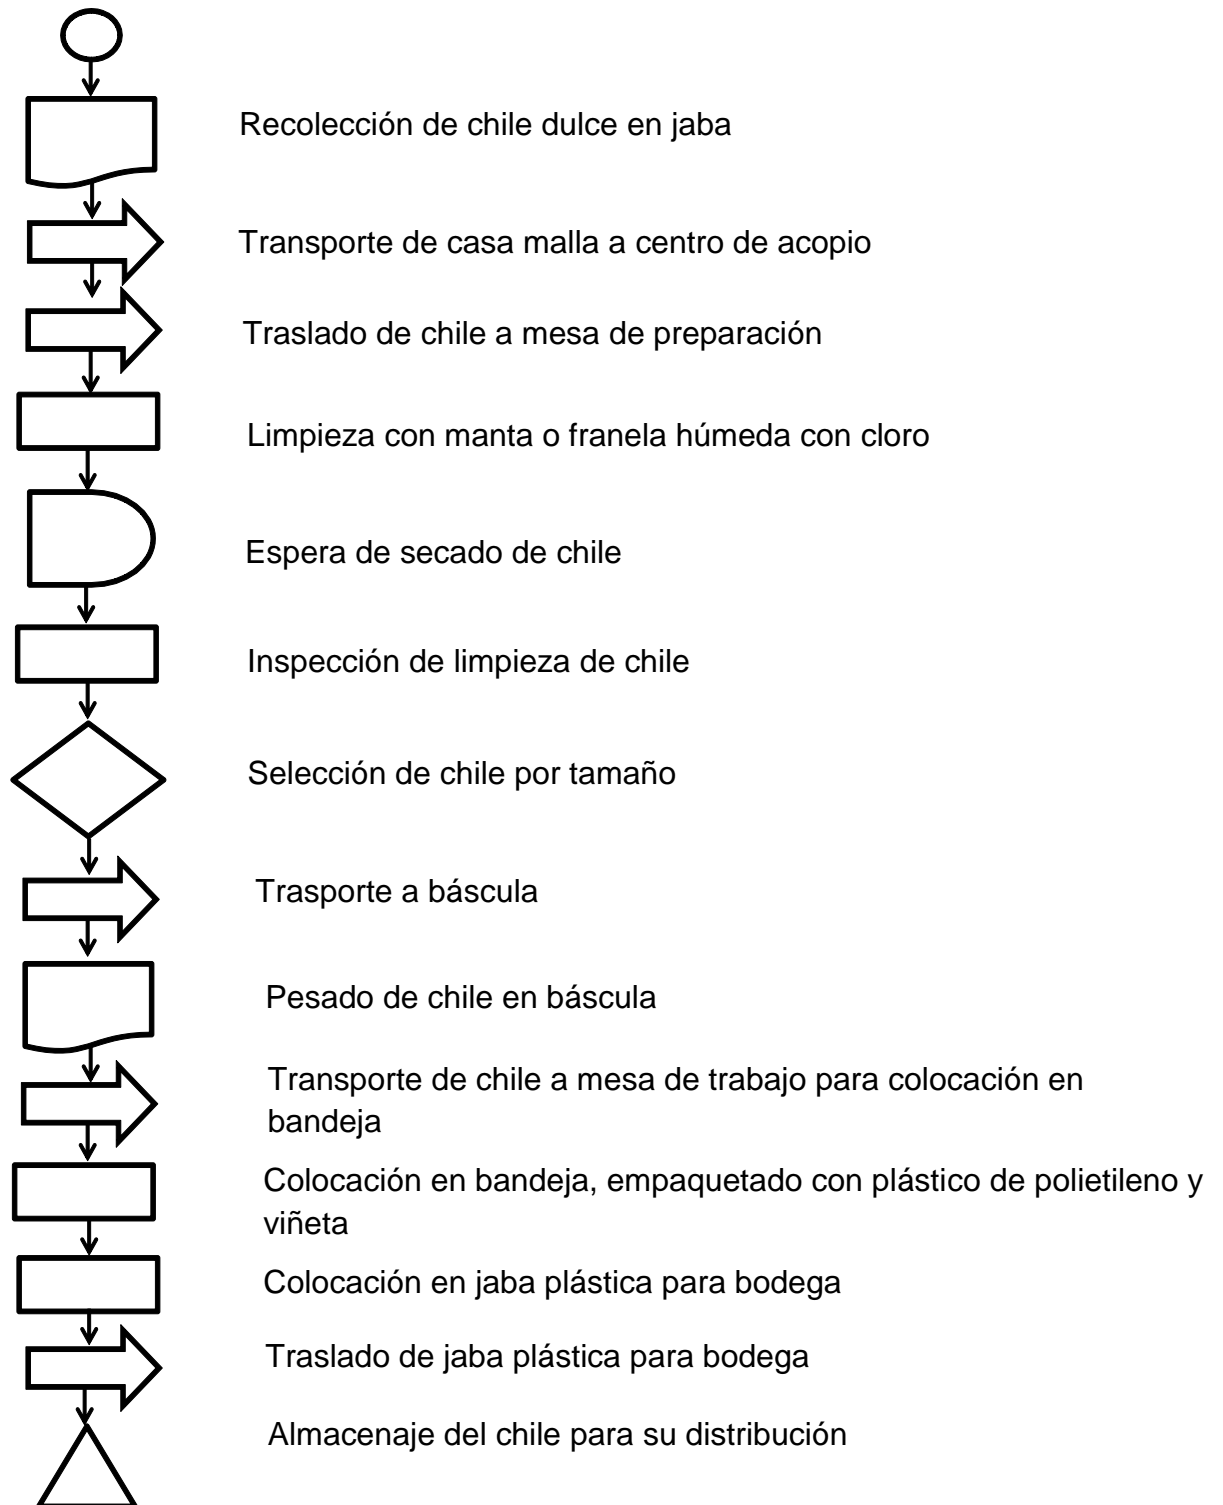 Recolección de chile dulce en jaba
Transporte de casa malla a centro de acopio
Traslado de chile a mesa de preparación
Limpieza con manta o franela húmeda con cloro
Espera de secado de chile
Inspección de limpieza de chile
Selección de chile por tamaño
Trasporte a báscula
Pesado de chile en báscula
Transporte de chile a mesa de trabajo para colocación en
bandeja
Colocación en bandeja, empaquetado con plástico de polietileno y
viñeta
Colocación en jaba plástica para bodega
Traslado de jaba plástica para bodega
Almacenaje del chile para su distribución